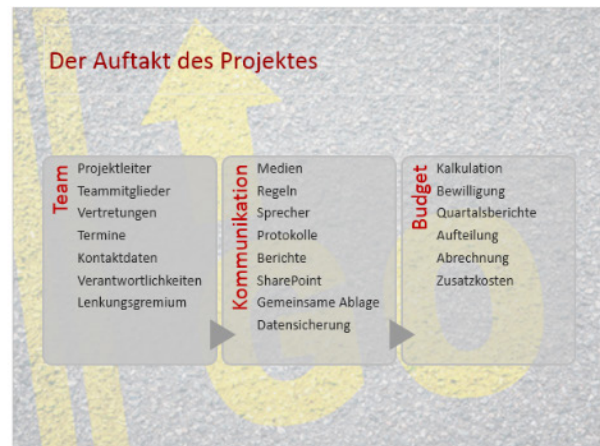 Der Auftakt des Projektes
Team
Projektleiter
Teammitglieder
Vertretungen
Termine
Kontaktdaten
Verantwortlichkeiten
Lenkungsgremium
Kommunikation
Medien
Regeln
Sprecher
Protokolle
Berichte
SharePoint
Gemeinsame Ablage
Datensicherung
Budget
Kalkulation
Bewilligung
Quartalsberichte
Aufteilung
Abrechnung
Zusatzkosten
GO